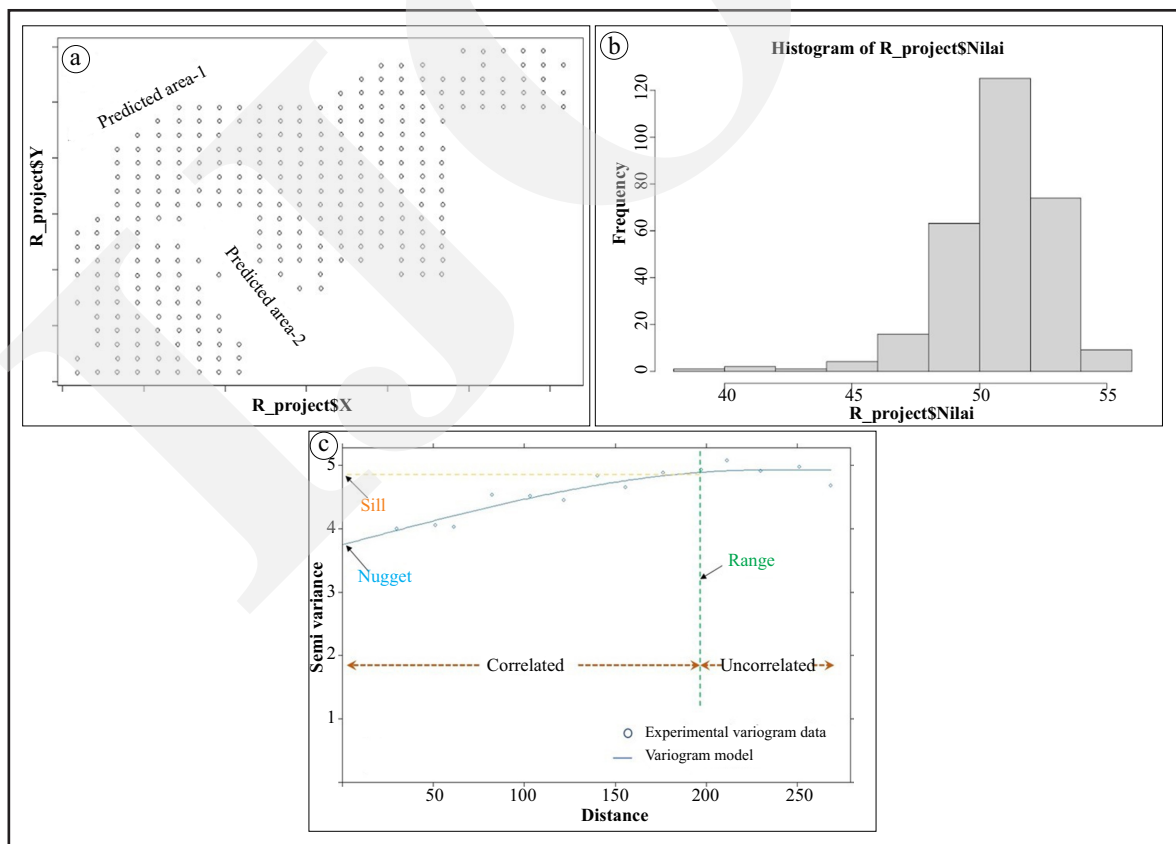 a
Predicted area-1
Predicted area-2
R_project$Y
R_project$X
b
Histogram of R_project$Nilai
Frequency
120
100
80
60
40
20
0
40 45 50 55
R_project$Nilai
c
Semi variance
5
4
3
2
1
Sill
Nugget
Range
Correlated
Uncorrelated
Experimental variogram data
Variogram model
50 100 150 200 250
Distance